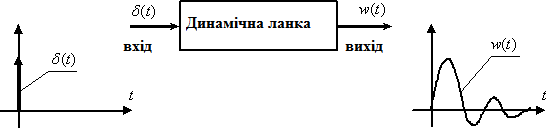 δ(t)
Динамічна ланка
w(t)
вхід
вихід
δ(t)
t
w(t)
t